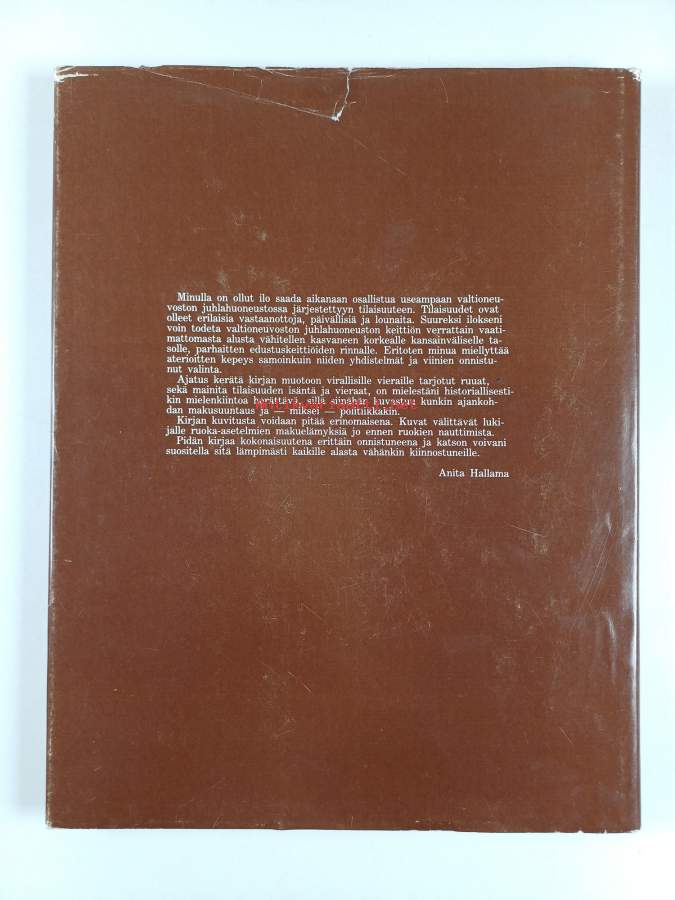 Minulla on ollut ilo saada aikanaan osallistua useampaan valtioneu-
voston juhlahuoneustossa järjestettyyn tilaisuuteen. Tilaisuudet ovat
olleet erilaisia vastaanottoja, päivällisiä ja lounaita. Suureksi ilokseni
voin todeta valtioneuvoston juhlahuoneuston keittiön verrattain vaati-
mattomasta alusta vähitellen kasvaneen korkealle kansainväliselle ta-
solle, parhaitten edustuskeittiöiden rinnalle. Eritoten minua miellyttää
aterioitten kepeys samoinkuin niiden yhdistelmät ja viinien onnistu-
nut valinta.
Ajatus kerätä kirjan muotoon virallisille vieraille tarjotut ruuat,
sekä mainita tilaisuuden isäntä ja vieraat, on mielestäni historiallisesti-
kin mielenkiintoa herättävä, sillä sinänsä kuvastuu kunkin ajankoh-
dan makusuuntaus ja — miksei — politiikkakin.
Kirjan kuvitusta voidaan pitää erinomaisena. Kuvat välittävät luki-
jalle ruoka-asetelmien makuelämyksiä jo ennen ruokien nauttimista.
Pidän kirjaa kokonaisuutena erittäin onnistuneena ja katson voivani
suositella sitä lämpimästi kaikille alasta vähänkin kiinnostuneille.
Anita Hallama